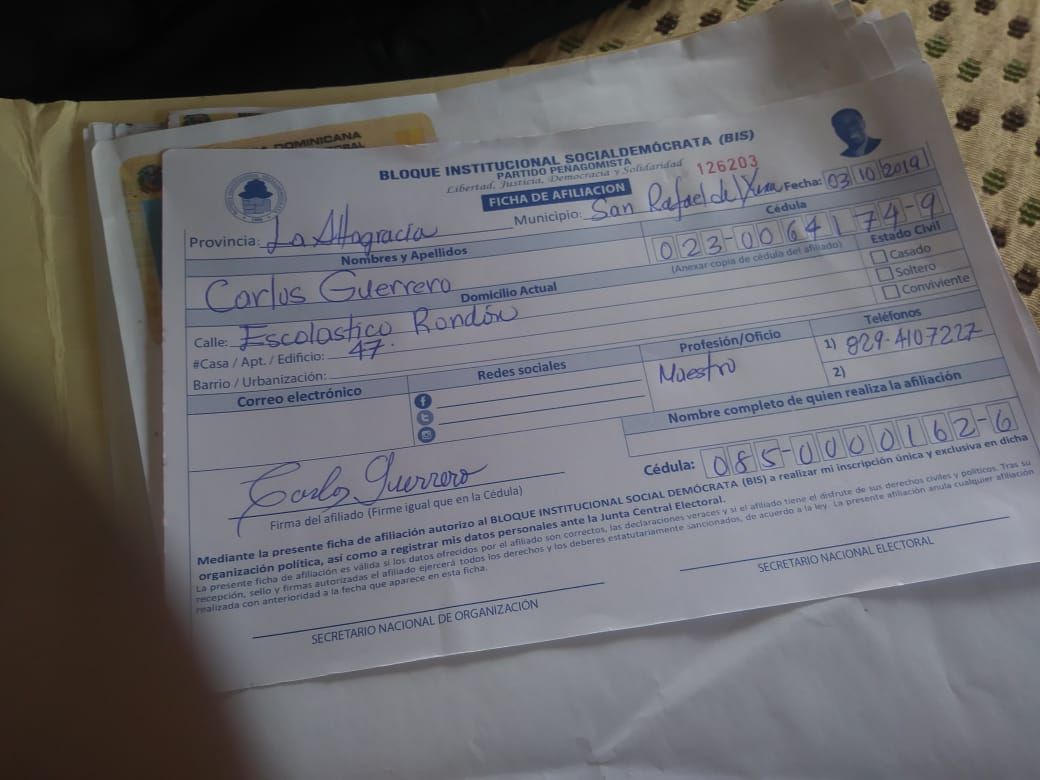 DOMINICANA
BLOQUE INSTITUCIONAL SOCIALDEMÓCRATA (BIS)
PARTIDO PEÑAGOMISTA
Libertad, Justicia, Democracia y Solidaridad
126203
FICHA DE AFILIACION
Provincia: La Altagracia Municipio: San Rafael del Yuma Fecha: 03 10 2019
Nombres y Apellidos
Cédula
Carlos Guerrero
023-0064174-9
(Anexar copia de cédula del afiliado)
Estado Civil
Casado
Soltero
Conviviente
Domicilio Actual
Calle: Escolastico Rondón
#Casa / Apt. / Edificio: 47.
Barrio / Urbanización:
Correo electrónico
Redes sociales
Profesión/Oficio
Maestro
Teléfonos
1) 829-4107227
2)
Nombre completo de quien realiza la afiliación
Cédula: 085-0000162-6
Carlos Guerrero
Firma del afiliado (Firme igual que en la Cédula)
Mediante la presente ficha de afiliación autorizo al BLOQUE INSTITUCIONAL SOCIAL DEMÓCRATA (BIS) a realizar mi inscripción única y exclusiva en dicha
organización política, así como a registrar mis datos personales ante la Junta Central Electoral.
La presente ficha de afiliación es válida si los datos ofrecidos por el afiliado son correctos, las declaraciones veraces y si el afiliado tiene el disfrute de sus derechos civiles y politicos. Tras su
recepción, sello y firmas autorizadas el afiliado ejercerá todos los derechos y los deberes estatutariamente sancionados, de acuerdo a la ley. La presente afiliación anula cualquier afiliación
realizada con anterioridad a la fecha que aparece en esta ficha.
SECRETARIO NACIONAL DE ORGANIZACIÓN
SECRETARIO NACIONAL ELECTORAL